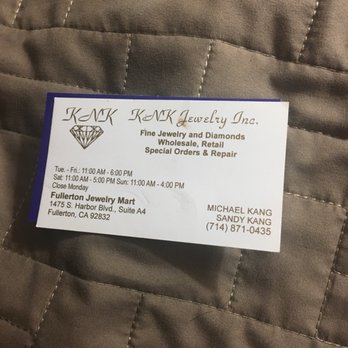 KNK
KNK Jewelry Inc.
Fine Jewelry and Diamonds
Wholesale, Retail
Special Orders & Repair
Tue. - Fri.: 11:00 AM - 6:00 PM
Sat: 11:00 AM - 5:00 PM Sun: 11:00 AM - 4:00 PM
Close Monday
Fullerton Jewelry Mart
1475 S. Harbor Blvd., Suite A4
Fullerton, CA 92832
MICHAEL KANG
SANDY KANG
(714) 871-0435